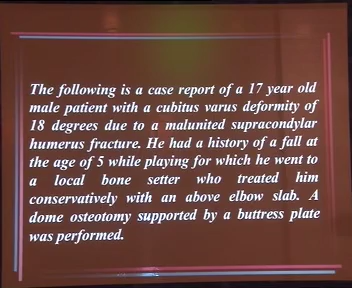 The following is a case report of a 17 year old
male patient with a cubitus varus deformity of
18 degrees due to a malunited supracondylar
humerus fracture. He had a history of a fall at
the age of 5 while playing for which he went to
a local bone setter who treated him
conservatively with an above elbow slab. A
dome osteotomy supported by a buttress plate
was performed.